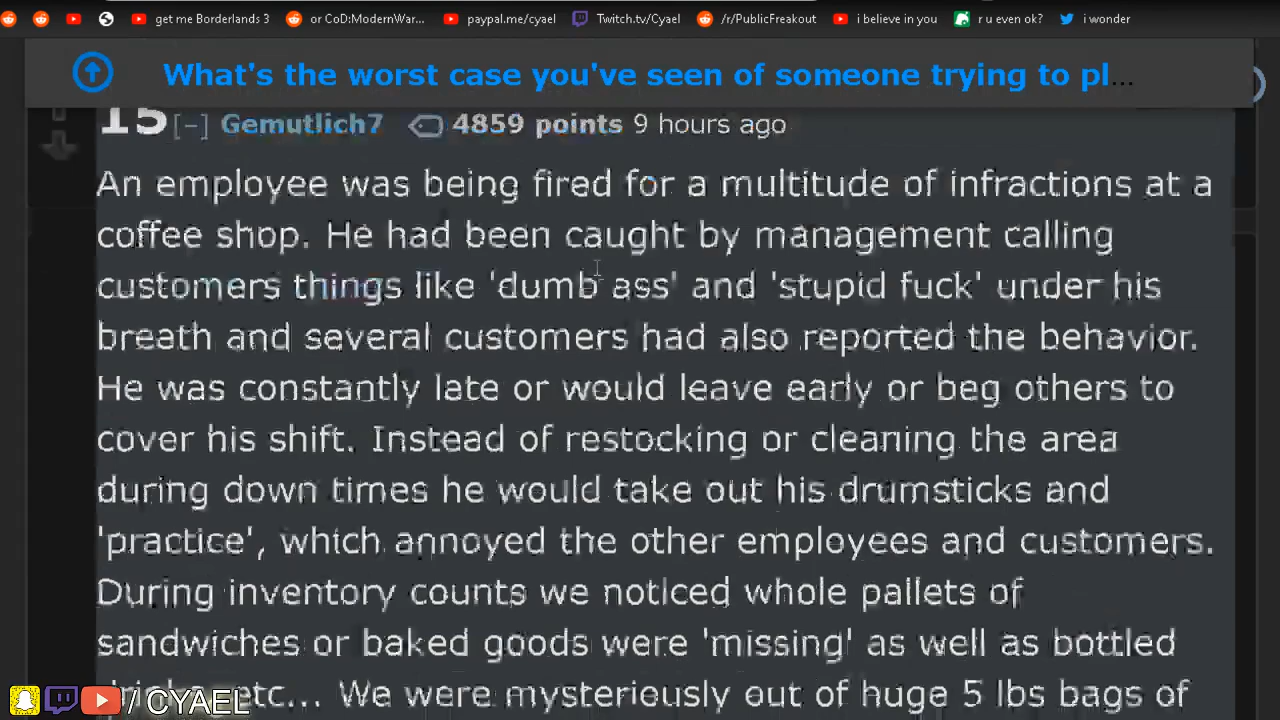 get me Borderlands 3 or CoD:ModernWar... paypal.me/cyael Twitch.tv/Cyael /r/PublicFreakout i believe in you r u even ok? i wonder
What's the worst case you've seen of someone trying to pl...
15 [–] Gemutlich7 4859 points 9 hours ago
An employee was being fired for a multitude of infractions at a
coffee shop. He had been caught by management calling
customers things like 'dumb ass' and 'stupid fuck' under his
breath and several customers had also reported the behavior.
He was constantly late or would leave early or beg others to
cover his shift. Instead of restocking or cleaning the area
during down times he would take out his drumsticks and
'practice', which annoyed the other employees and customers.
During inventory counts we noticed whole pallets of
sandwiches or baked goods were 'missing' as well as bottled
etc... We were mysteriously out of huge 5 lbs bags of
/ CYAEL